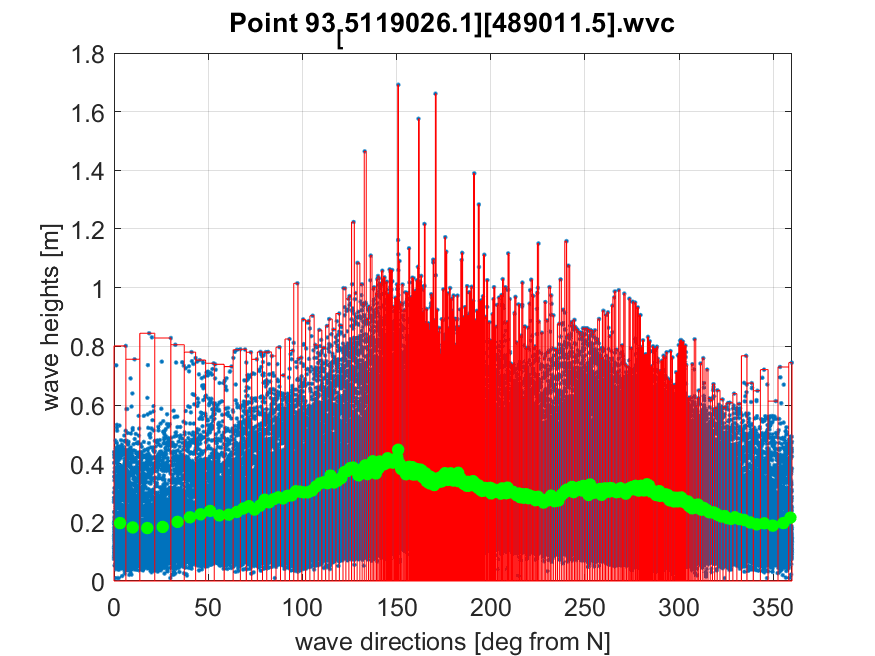 Point 93[5119026.1][489011.5].wvc
wave heights [m]
1.8
1.6
1.4
1.2
1
0.8
0.6
0.4
0.2
0
0 50 100 150 200 250 300 350
wave directions [deg from N]